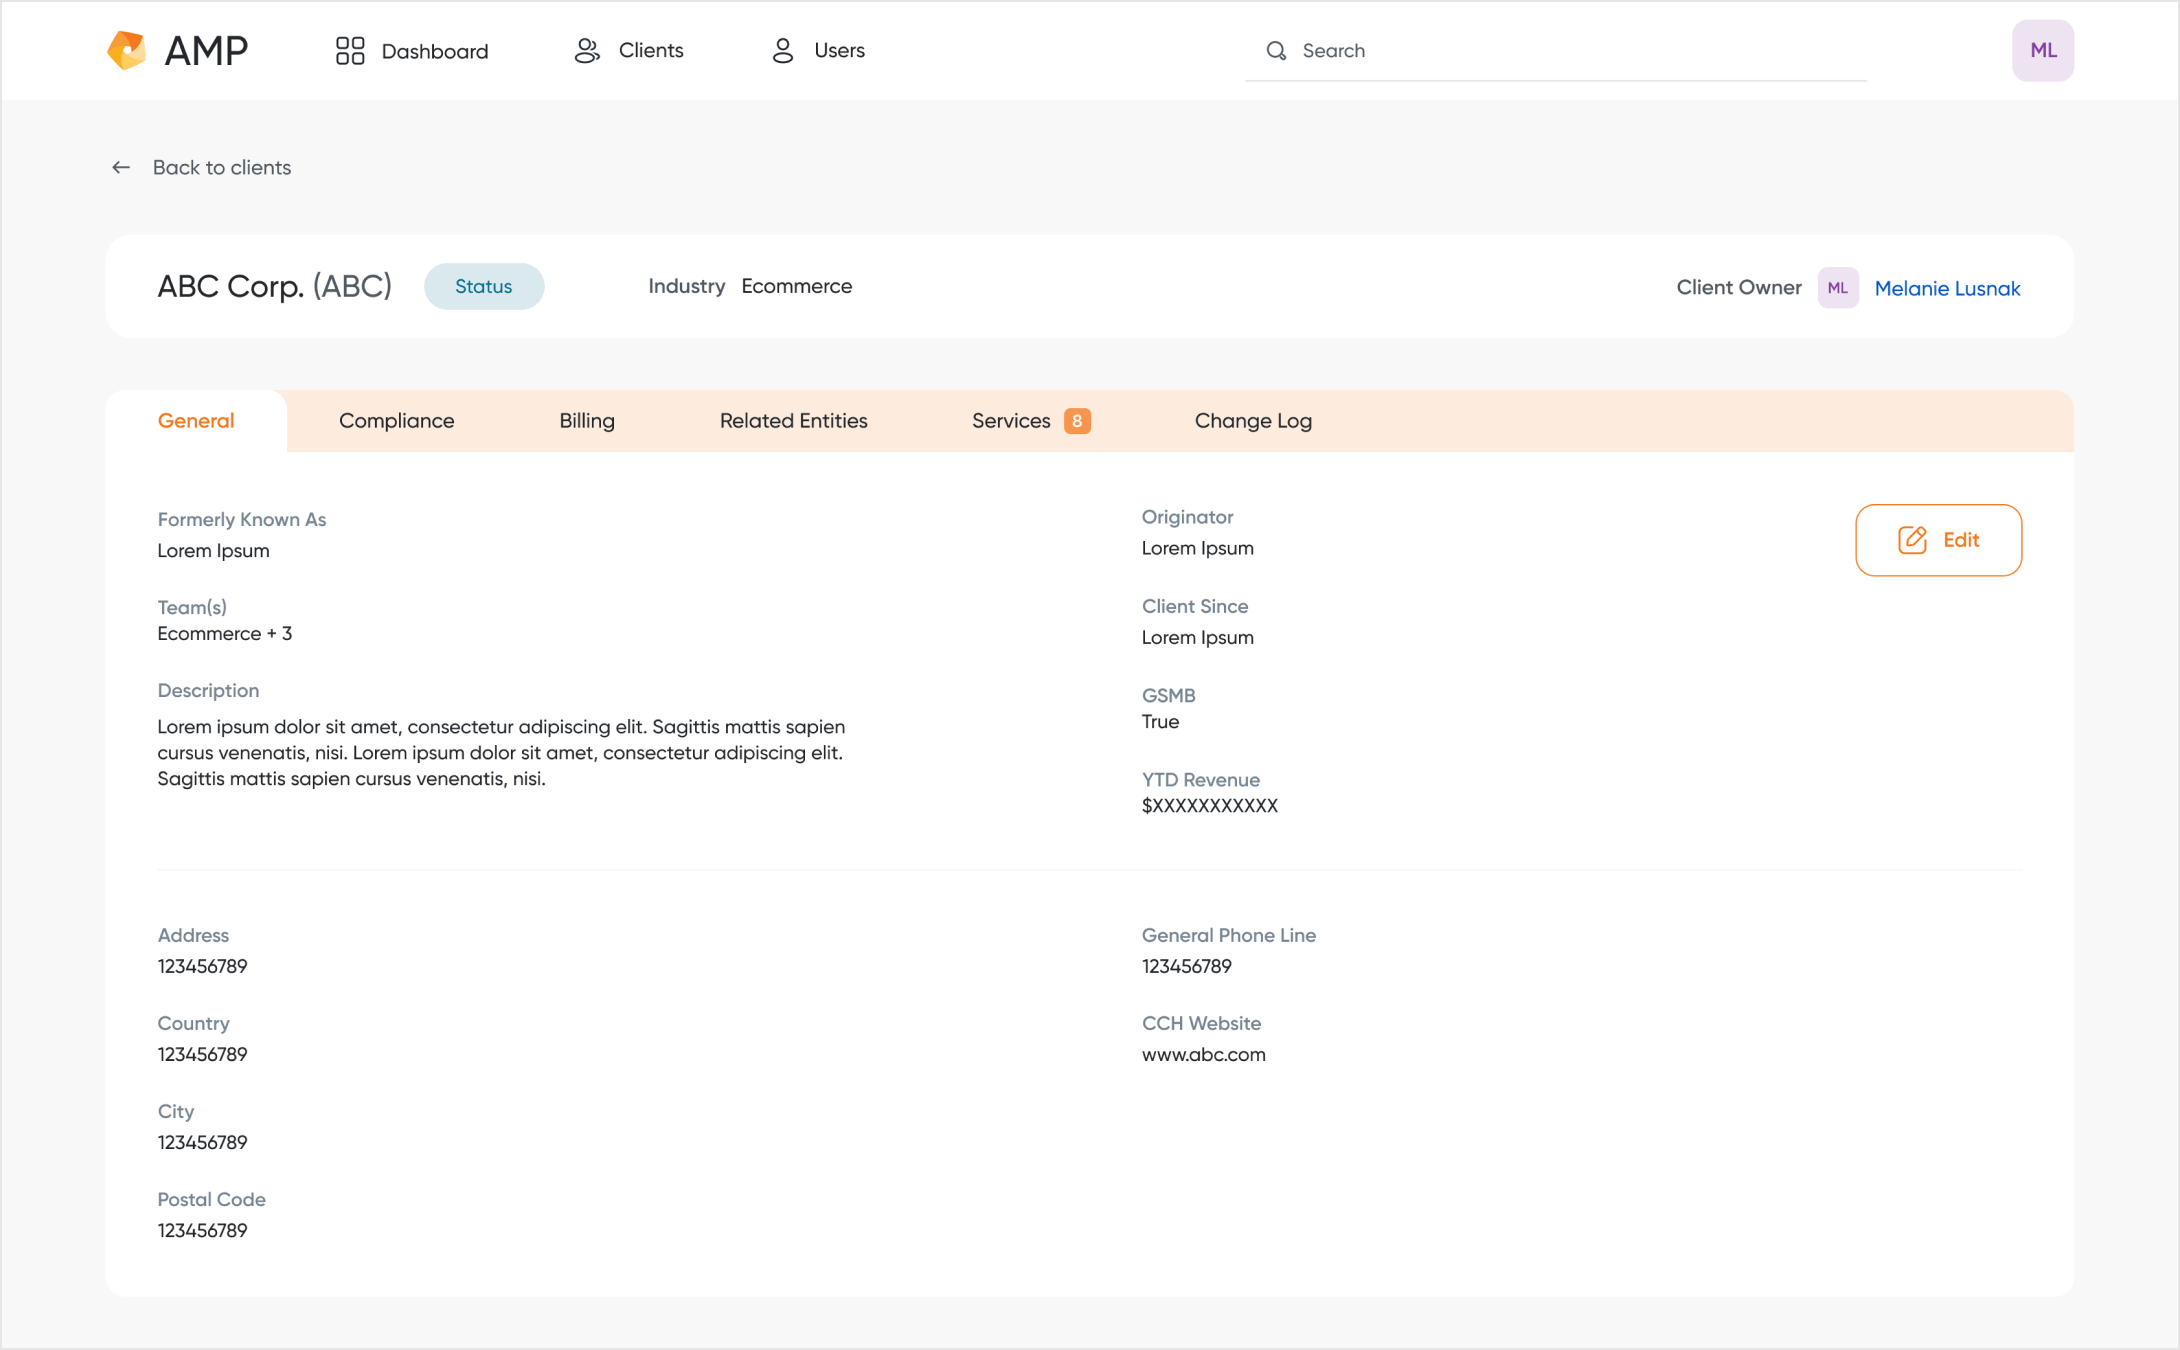 AMP
Dashboard
Clients
Users
Search
ML
Back to clients
ABC Corp. (ABC)
Status
Industry Ecommerce
Client Owner
ML
Melanie Lusnak
General
Compliance
Billing
Related Entities
Services 8
Change Log
Formerly Known As
Lorem Ipsum
Team(s)
Ecommerce + 3
Description
Lorem ipsum dolor sit amet, consectetur adipiscing elit. Sagittis mattis sapien
cursus venenatis, nisi. Lorem ipsum dolor sit amet, consectetur adipiscing elit.
Sagittis mattis sapien cursus venenatis, nisi.
Originator
Lorem Ipsum
Client Since
Lorem Ipsum
GSMB
True
YTD Revenue
$XXXXXXXXXXX
Edit
Address
123456789
Country
123456789
City
123456789
Postal Code
123456789
General Phone Line
123456789
CCH Website
www.abc.com